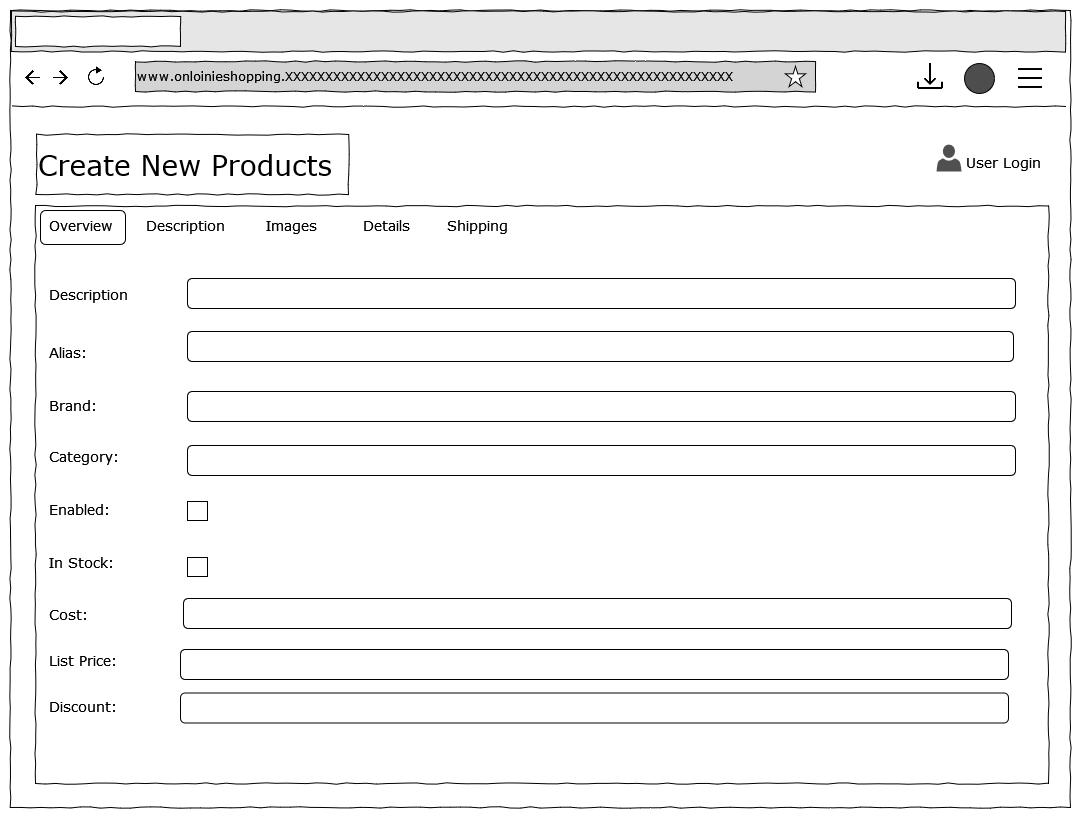 www.onloinieshopping.XXXXXXXXXXXXXXXXXXXXXXXXXXXXXXXXXXXXXXXXXXXXXXXXXXXXXXXX
Create New Products
User Login
Overview Description Images Details Shipping
Description
Alias:
Brand:
Category:
Enabled:
In Stock:
Cost:
List Price:
Discount: